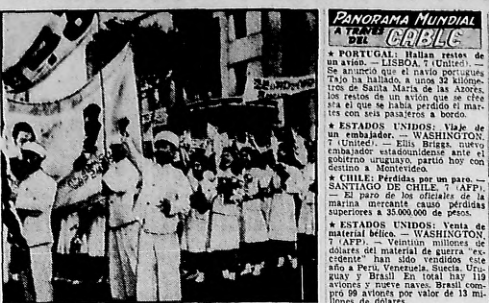 PANORAMA MUNDIAL
A TRAVES
DEL CABLE
★ PORTUGAL: Hallan restos de
un avión. — LISBOA, 7 (United). —
Se anunció que el navío portugués
Tajo ha hallado, a unos 32 kilóme-
tros de Santa María de las Azores,
los restos de un avión que se cree
sea el que se había perdido el mar-
tes con seis pasajeros a bordo.
★ ESTADOS UNIDOS: Viaje de
un embajador. — WASHINGTON,
7 (United). — Ellis Briggs, nuevo
embajador estadounidense ante el
gobierno uruguayo, partió hoy con
destino a Montevideo.
★ CHILE: Pérdidas por un paro. —
SANTIAGO DE CHILE, 7 (AFP).
— El paro de los oficiales de la
marina mercante causó pérdidas
superiores a 35.000.000 de pesos.
★ ESTADOS UNIDOS: Venta de
material bélico. — WASHINGTON,
7 (AFP). — Veintiún millones de
dólares del material de guerra "ex-
cedente" han sido vendidos este
año a Perú, Venezuela, Suecia, Uru-
guay y Brasil. En total hay 119
aviones y nueve naves. Brasil com-
pró 99 aviones por valor de 13 mi-
llones de dólares